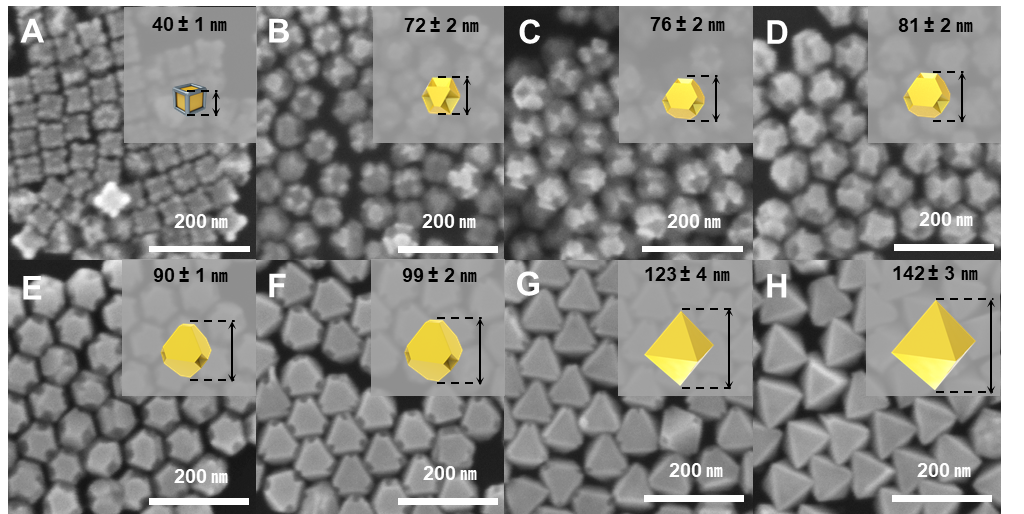 A
40 ± 1 nm
200 nm
B
72 ± 2 nm
200 nm
C
76 ± 2 nm
200 nm
D
81 ± 2 nm
200 nm
E
90 ± 1 nm
200 nm
F
99 ± 2 nm
200 nm
G
123 ± 4 nm
200 nm
H
142 ± 3 nm
200 nm